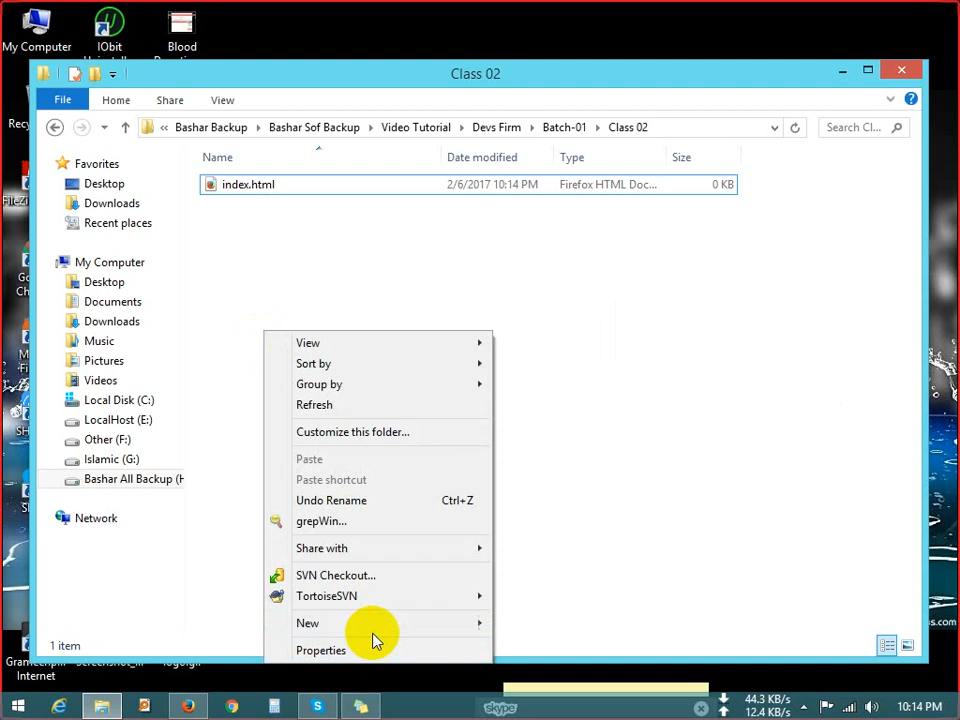 My Computer
IObit
Blood
Class 02
File
Home
Share
View
« Bashar Backup Bashar Sof Backup Video Tutorial Devs Firm Batch-01 Class 02
Search Cl...
Name
Date modified
Type
Size
index.html
2/6/2017 10:14 PM
Firefox HTML Doc...
0 KB
Favorites
Desktop
Downloads
Recent places
My Computer
Desktop
Documents
Downloads
Music
Pictures
Videos
Local Disk (C:)
LocalHost (E:)
Other (F:)
Islamic (G:)
Bashar All Backup (H
Network
View
Sort by
Group by
Refresh
Customize this folder...
Paste
Paste shortcut
Undo Rename Ctrl+Z
grepWin...
Share with
SVN Checkout...
TortoiseSVN
New
Properties
1 item
Internet
skype
44.3 KB/s
12.4 KB/s
10:14 PM